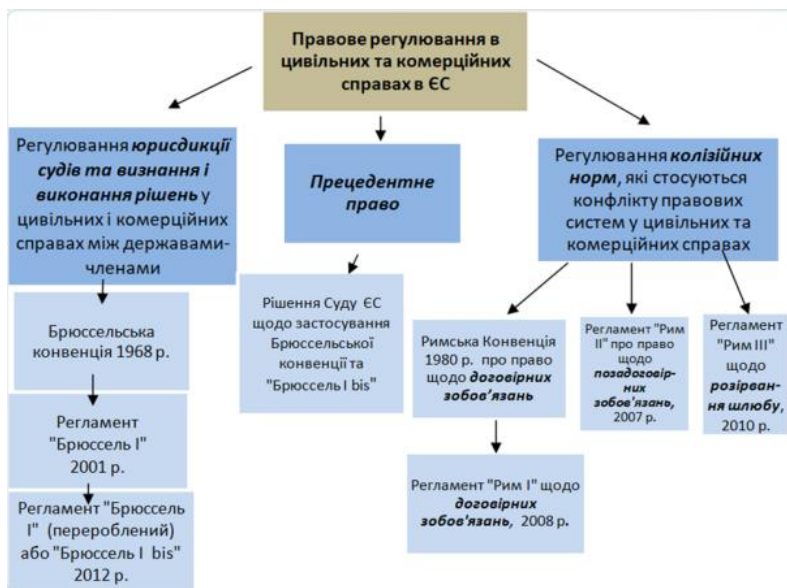 Правове регулювання в
цивільних та комерційних
справах в ЄС
Регулювання юрисдикції
судів та визнання і
виконання рішень у
цивільних і комерційних
справах між державами-
членами
Прецедентне
право
Регулювання колізійних
норм, які стосуються
конфлікту правових
систем у цивільних та
комерційних справах
Брюссельська
конвенція 1968 р.
Регламент
"Брюссель I"
2001 р.
Регламент "Брюссель
I" (перероблений)
або "Брюссель I bis"
2012 р.
Рішення Суду ЄС
щодо застосування
Брюссельської
конвенції та
"Брюссель I bis"
Римська Конвенція
1980 р. про право
щодо договірних
зобов’язань
Регламент "Рим I" щодо
договірних
зобов’язань, 2008 р.
Регламент "Рим
II" про право
щодо
позадоговір-
них
зобов'язань,
2007 р.
Регламент
"Рим III"
щодо
розірван-
ня шлюбу,
2010 р.